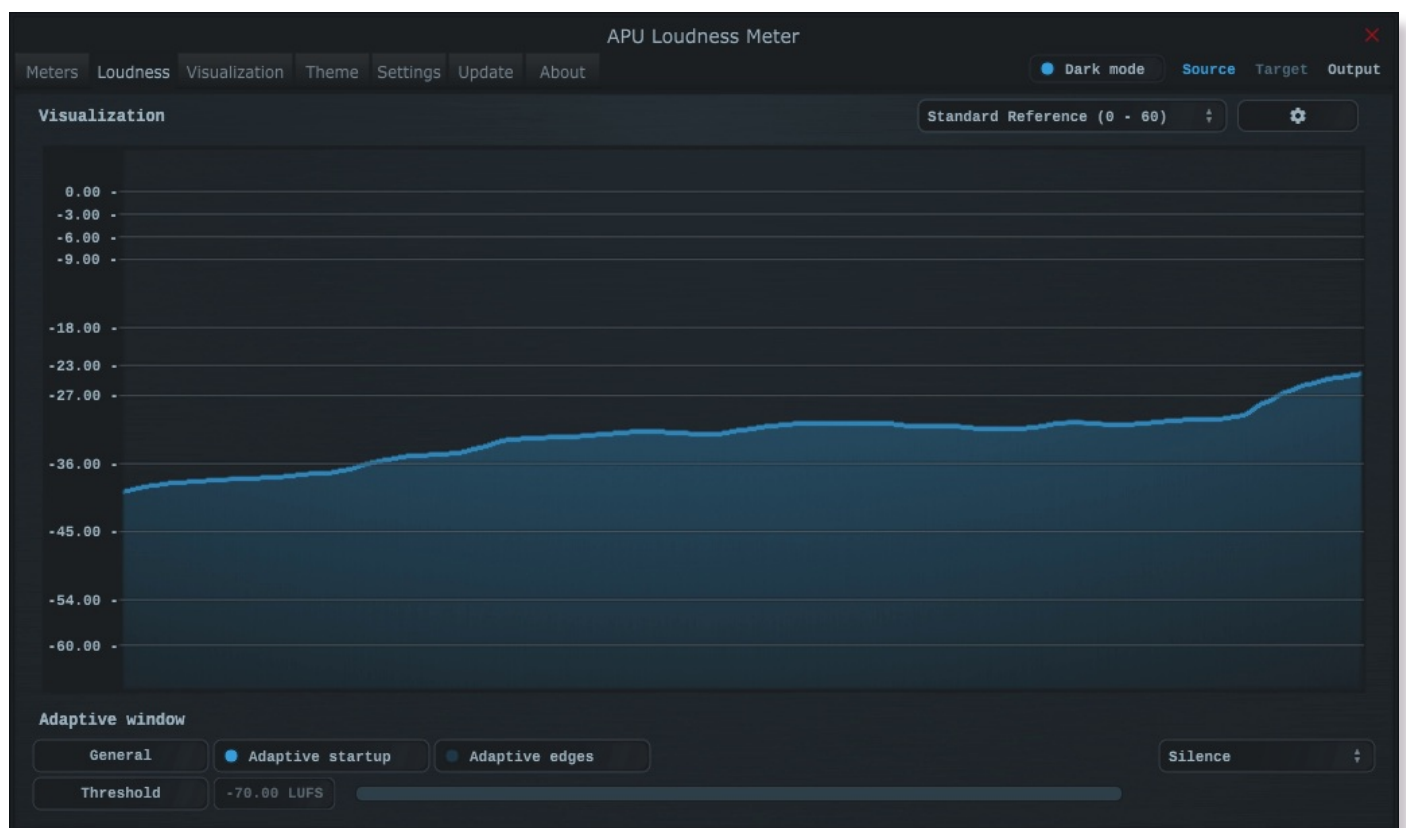 APU Loudness Meter
Meters Loudness Visualization Theme Settings Update About Dark mode Source Target Output
Visualization Standard Reference (0 - 60)
0.00 -
-3.00 -
-6.00 -
-9.00 -
-18.00 -
-23.00 -
-27.00 -
-36.00 -
-45.00 -
-54.00 -
-60.00 -
Adaptive window
General Adaptive startup Adaptive edges Silence
Threshold -70.00 LUFS